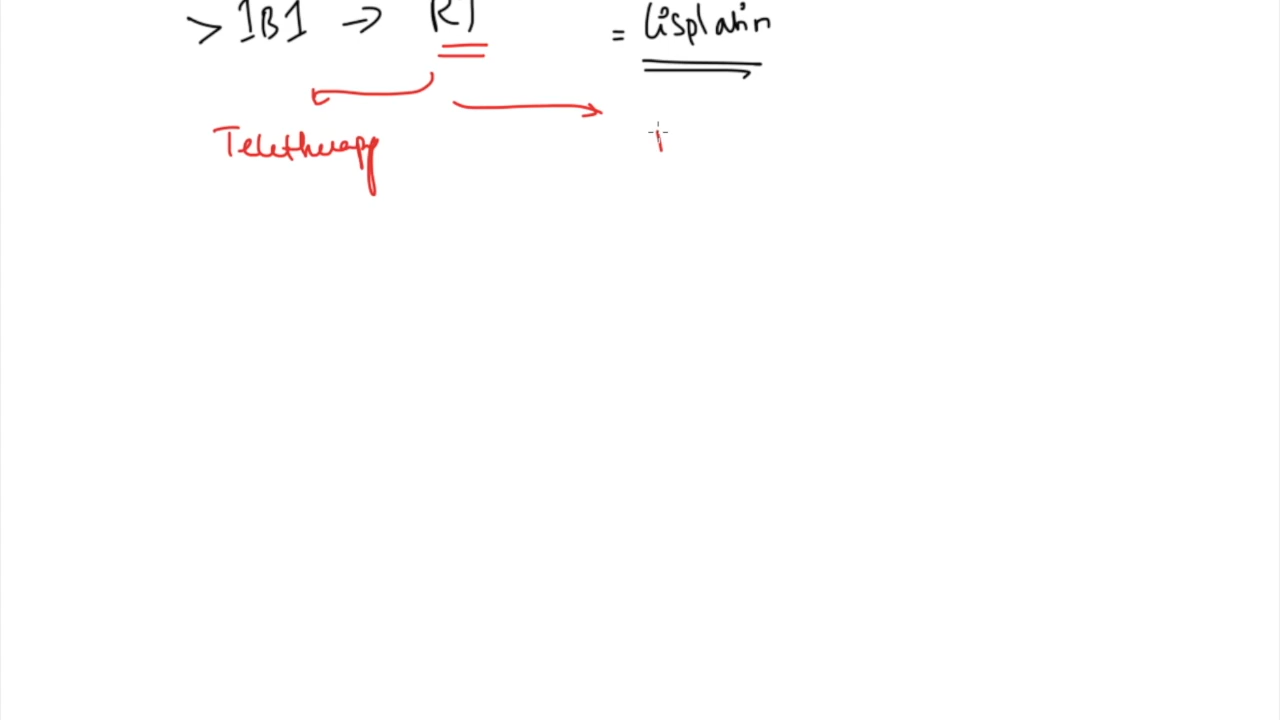 > IB1 → RT = Cisplatin
Teletherapy